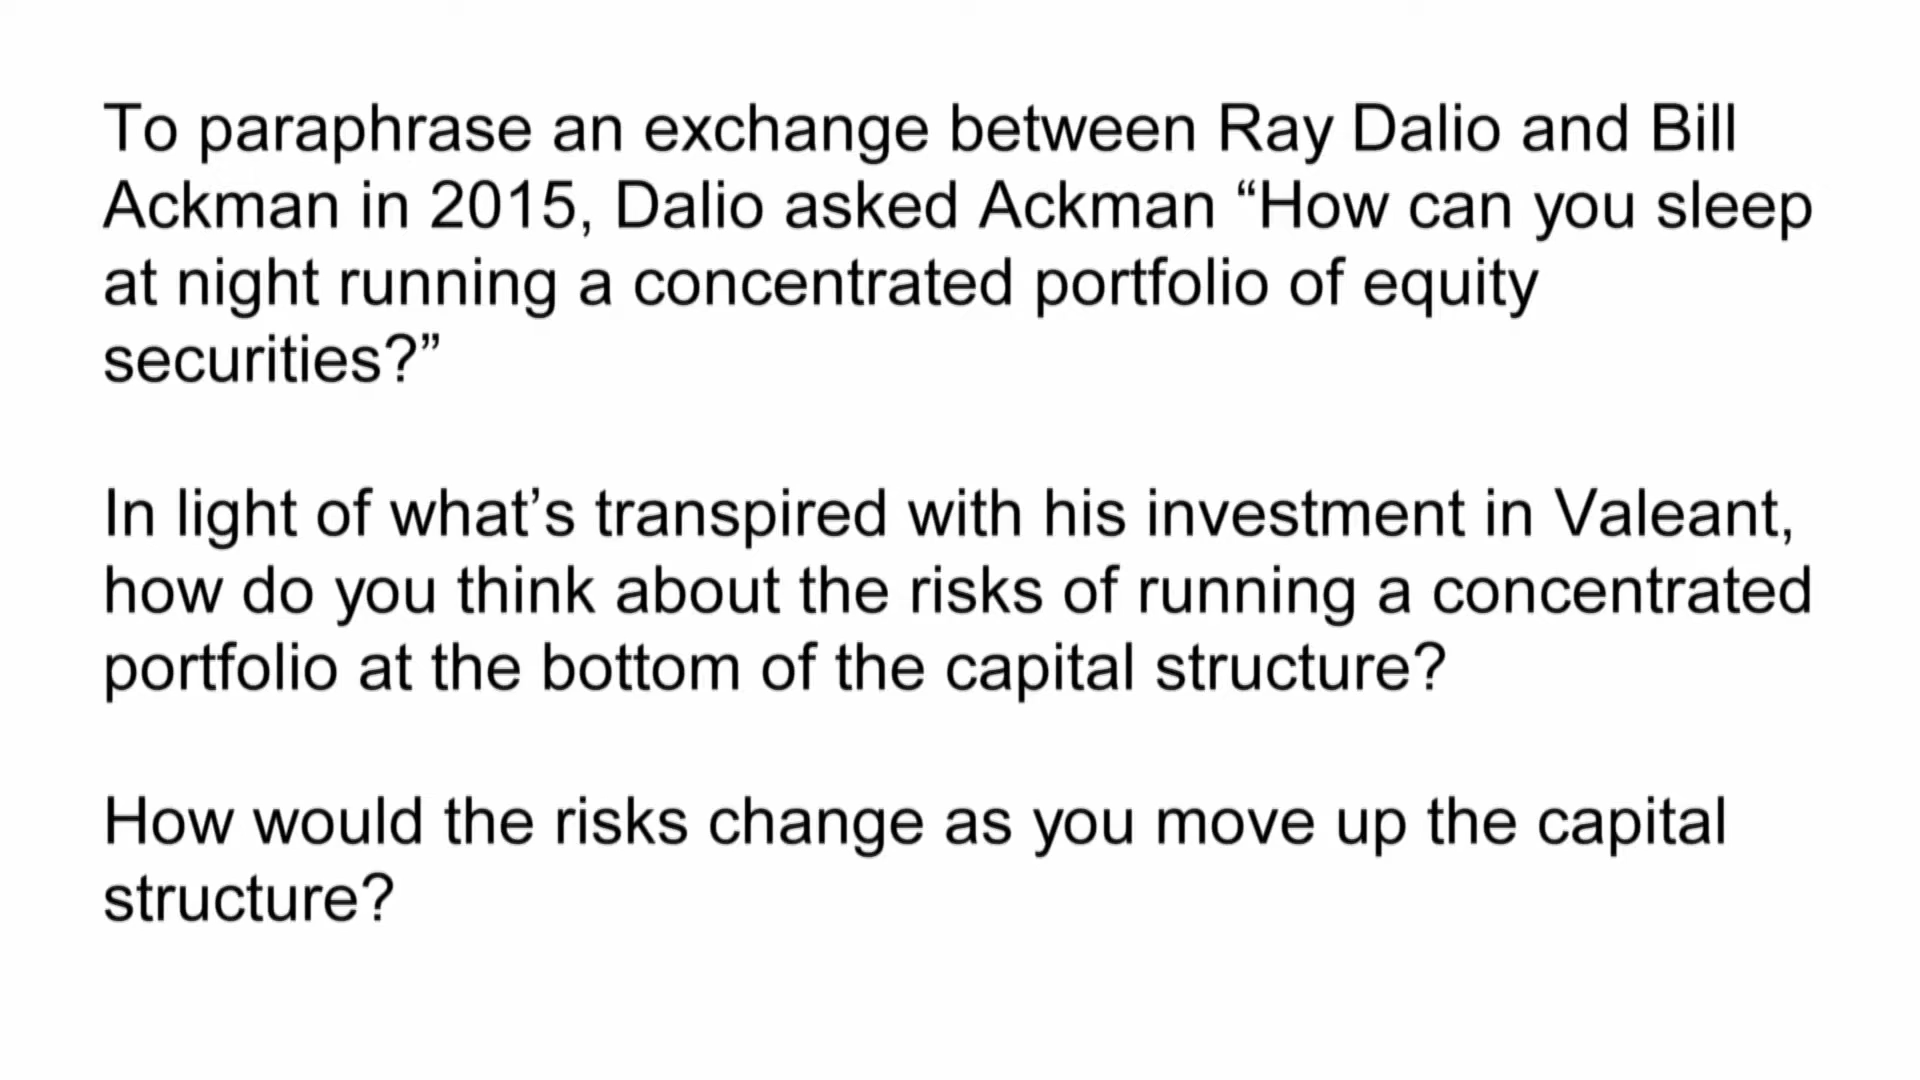 To paraphrase an exchange between Ray Dalio and Bill
Ackman in 2015, Dalio asked Ackman “How can you sleep
at night running a concentrated portfolio of equity
securities?”
In light of what’s transpired with his investment in Valeant,
how do you think about the risks of running a concentrated
portfolio at the bottom of the capital structure?
How would the risks change as you move up the capital
structure?